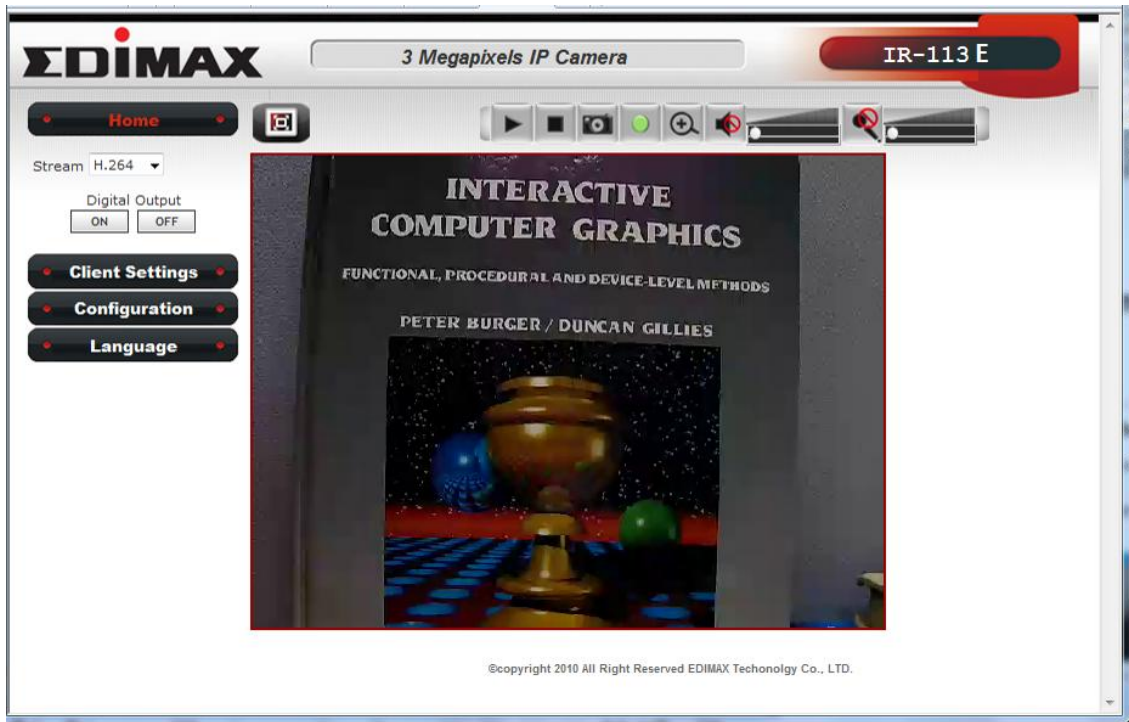 EDIMAX
3 Megapixels IP Camera
IR-113 E
Home
Stream H.264
Digital Output
ON OFF
Client Settings
Configuration
Language
INTERACTIVE
COMPUTER GRAPHICS
FUNCTIONAL, PROCEDURAL AND DEVICE-LEVEL METHODS
PETER BURGER / DUNCAN GILLIES
©copyright 2010 All Right Reserved EDIMAX Techonolgy Co., LTD.